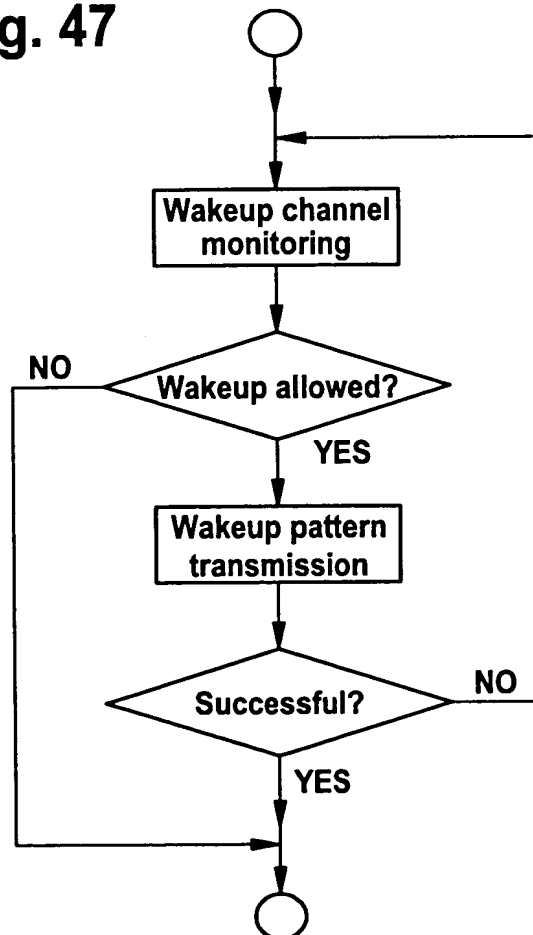 g. 47
Wakeup channel
monitoring
NO
Wakeup allowed?
YES
Wakeup pattern
transmission
Successful?
NO
YES